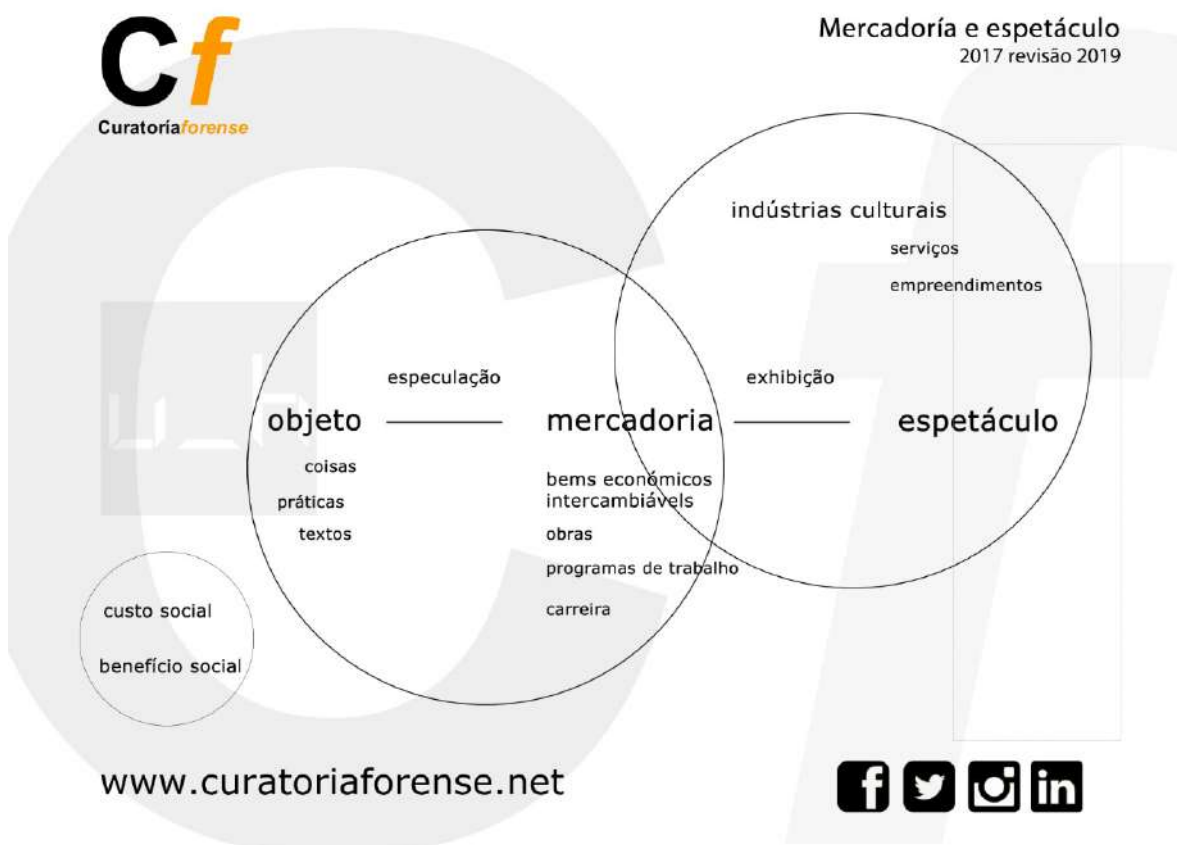 Cf
Curatoríaforense
Mercadoría e espetáculo
2017 revisão 2019
indústrias culturais
serviços
empreendimentos
especulação
exhibição
objeto
mercadoria
espetáculo
coisas
práticas
textos
bems económicos
intercambiáveis
obras
programas de trabalho
carreira
custo social
benefício social
www.curatoriaforense.net